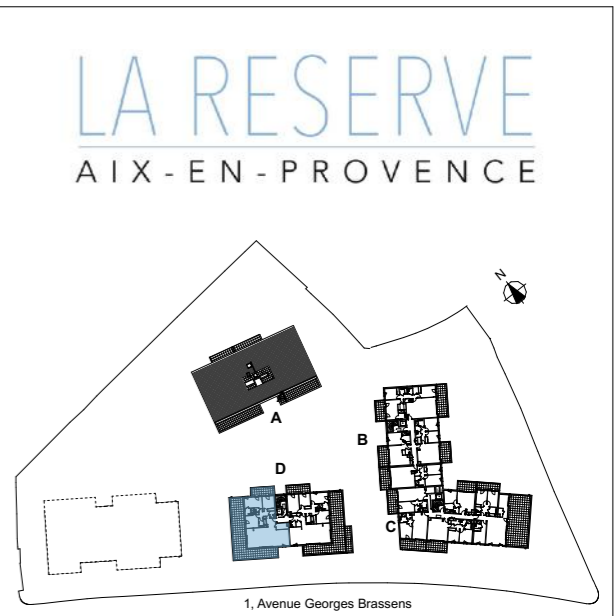 LA RESERVE
AIX-EN-PROVENCE
N
A
B
D
C
1, Avenue Georges Brassens